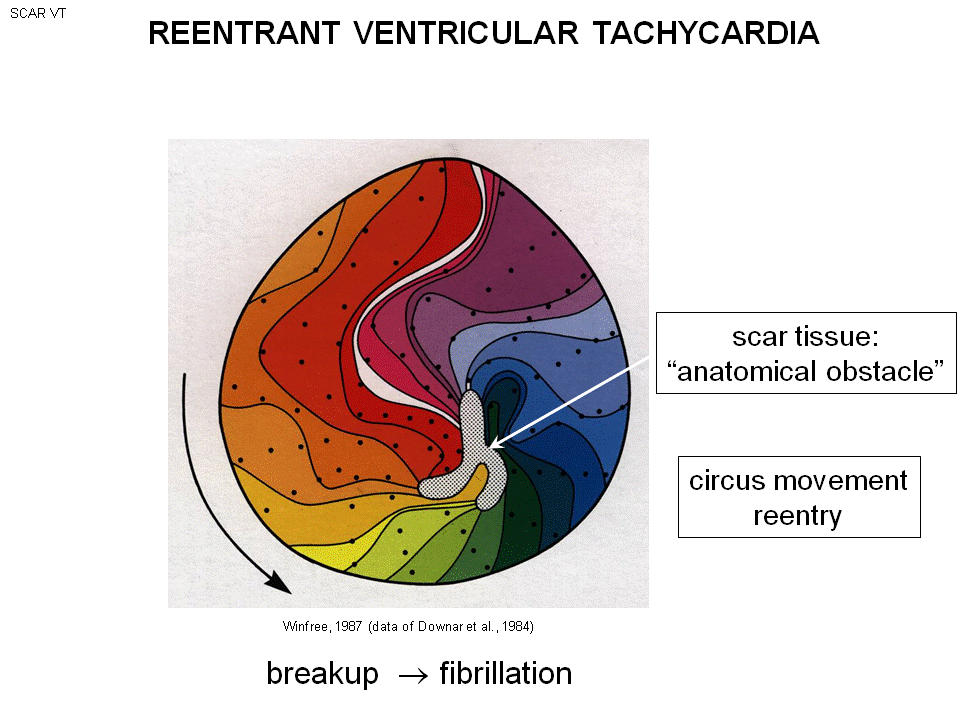 SCAR VT
REENTRANT VENTRICULAR TACHYCARDIA
scar tissue:
“anatomical obstacle”
circus movement
reentry
Winfree, 1987 (data of Downar et al., 1984)
breakup → fibrillation